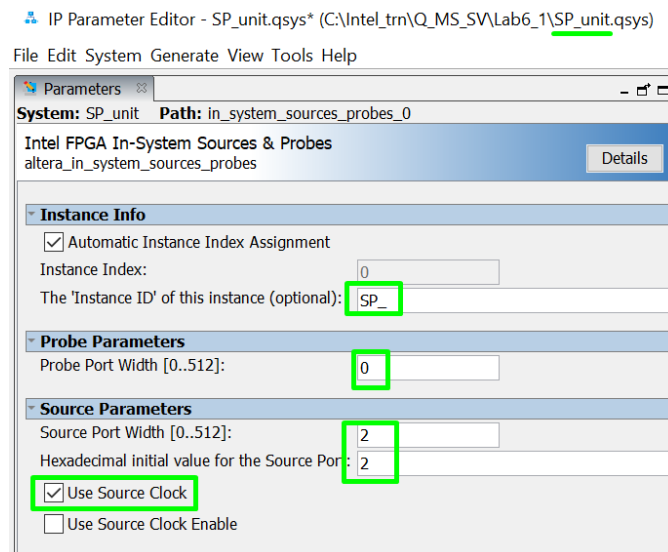 IP Parameter Editor - SP_unit.qsys* (C:\Intel_trn\Q_MS_SV\Lab6_1\SP_unit.qsys)
File Edit System Generate View Tools Help
Parameters
System: SP_unit Path: in_system_sources_probes_0
Intel FPGA In-System Sources & Probes
altera_in_system_sources_probes
Details
Instance Info
Automatic Instance Index Assignment
Instance Index: 0
The 'Instance ID' of this instance (optional): SP_
Probe Parameters
Probe Port Width [0..512]: 0
Source Parameters
Source Port Width [0..512]: 2
Hexadecimal initial value for the Source Port: 2
Use Source Clock
Use Source Clock Enable